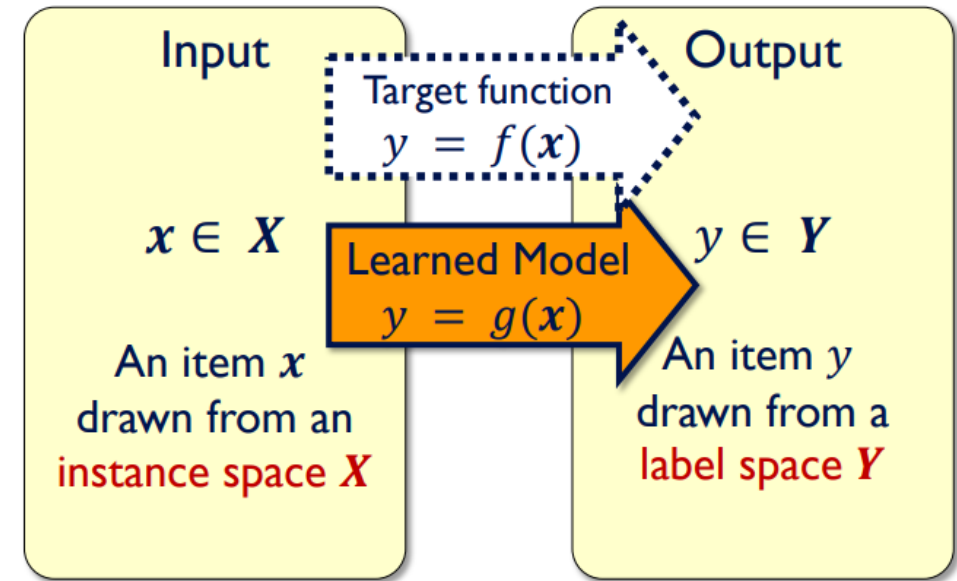 Input
Target function
y = f(x)
Output
x ∈ X
Learned Model
y = g(x)
y ∈ Y
An item x
drawn from an
instance space X
An item y
drawn from a
label space Y